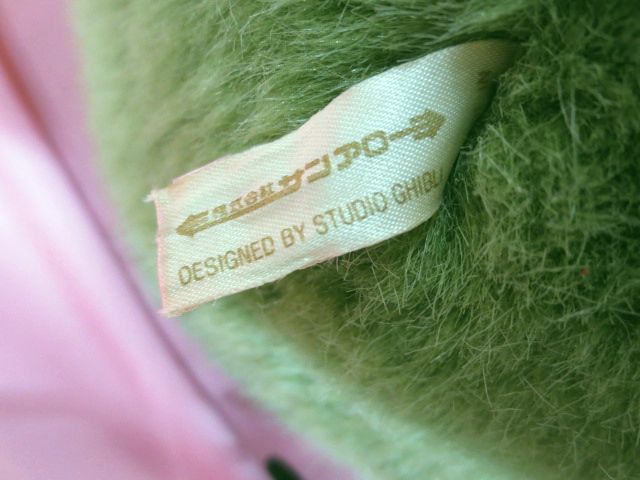 サンアロー
DESIGNED BY STUDIO GHIBLI